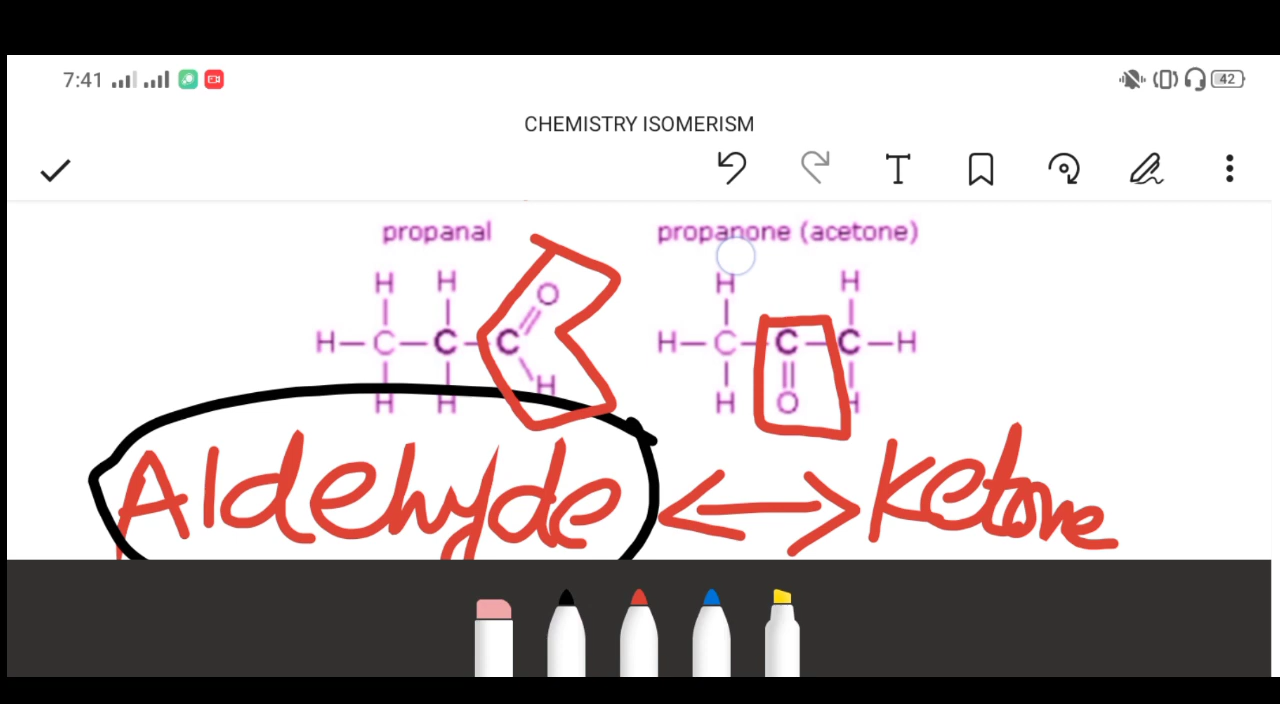 7:41 42
CHEMISTRY ISOMERISM
T
propanal propanone (acetone)
H H O H H
H–C–C–C H–C–C–C–H
H H H H O H
Aldehyde <-> Ketone